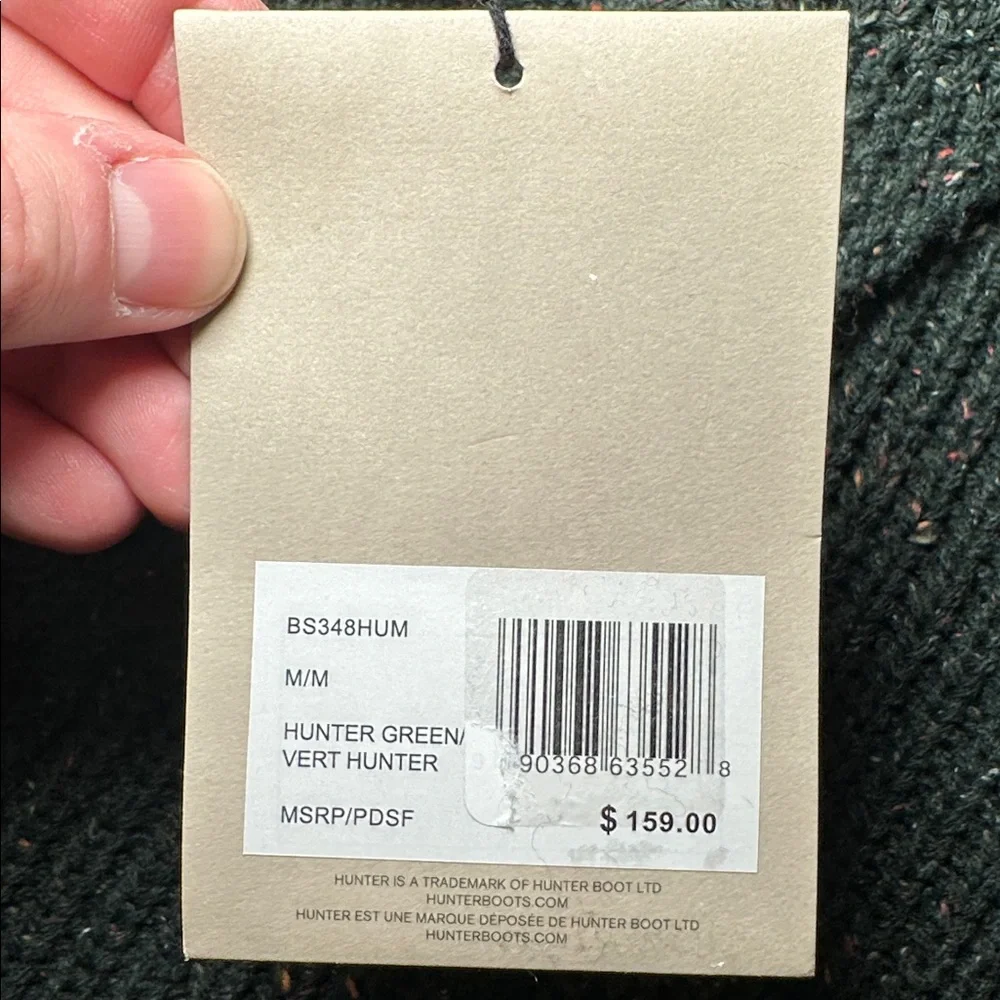 BS348HUM
M/M
HUNTER GREEN/
VERT HUNTER
90368 63552 8
MSRP/PDSF
$ 159.00
HUNTER IS A TRADEMARK OF HUNTER BOOT LTD
HUNTERBOOTS.COM
HUNTER EST UNE MARQUE DÉPOSÉE DE HUNTER BOOT LTD
HUNTERBOOTS.COM